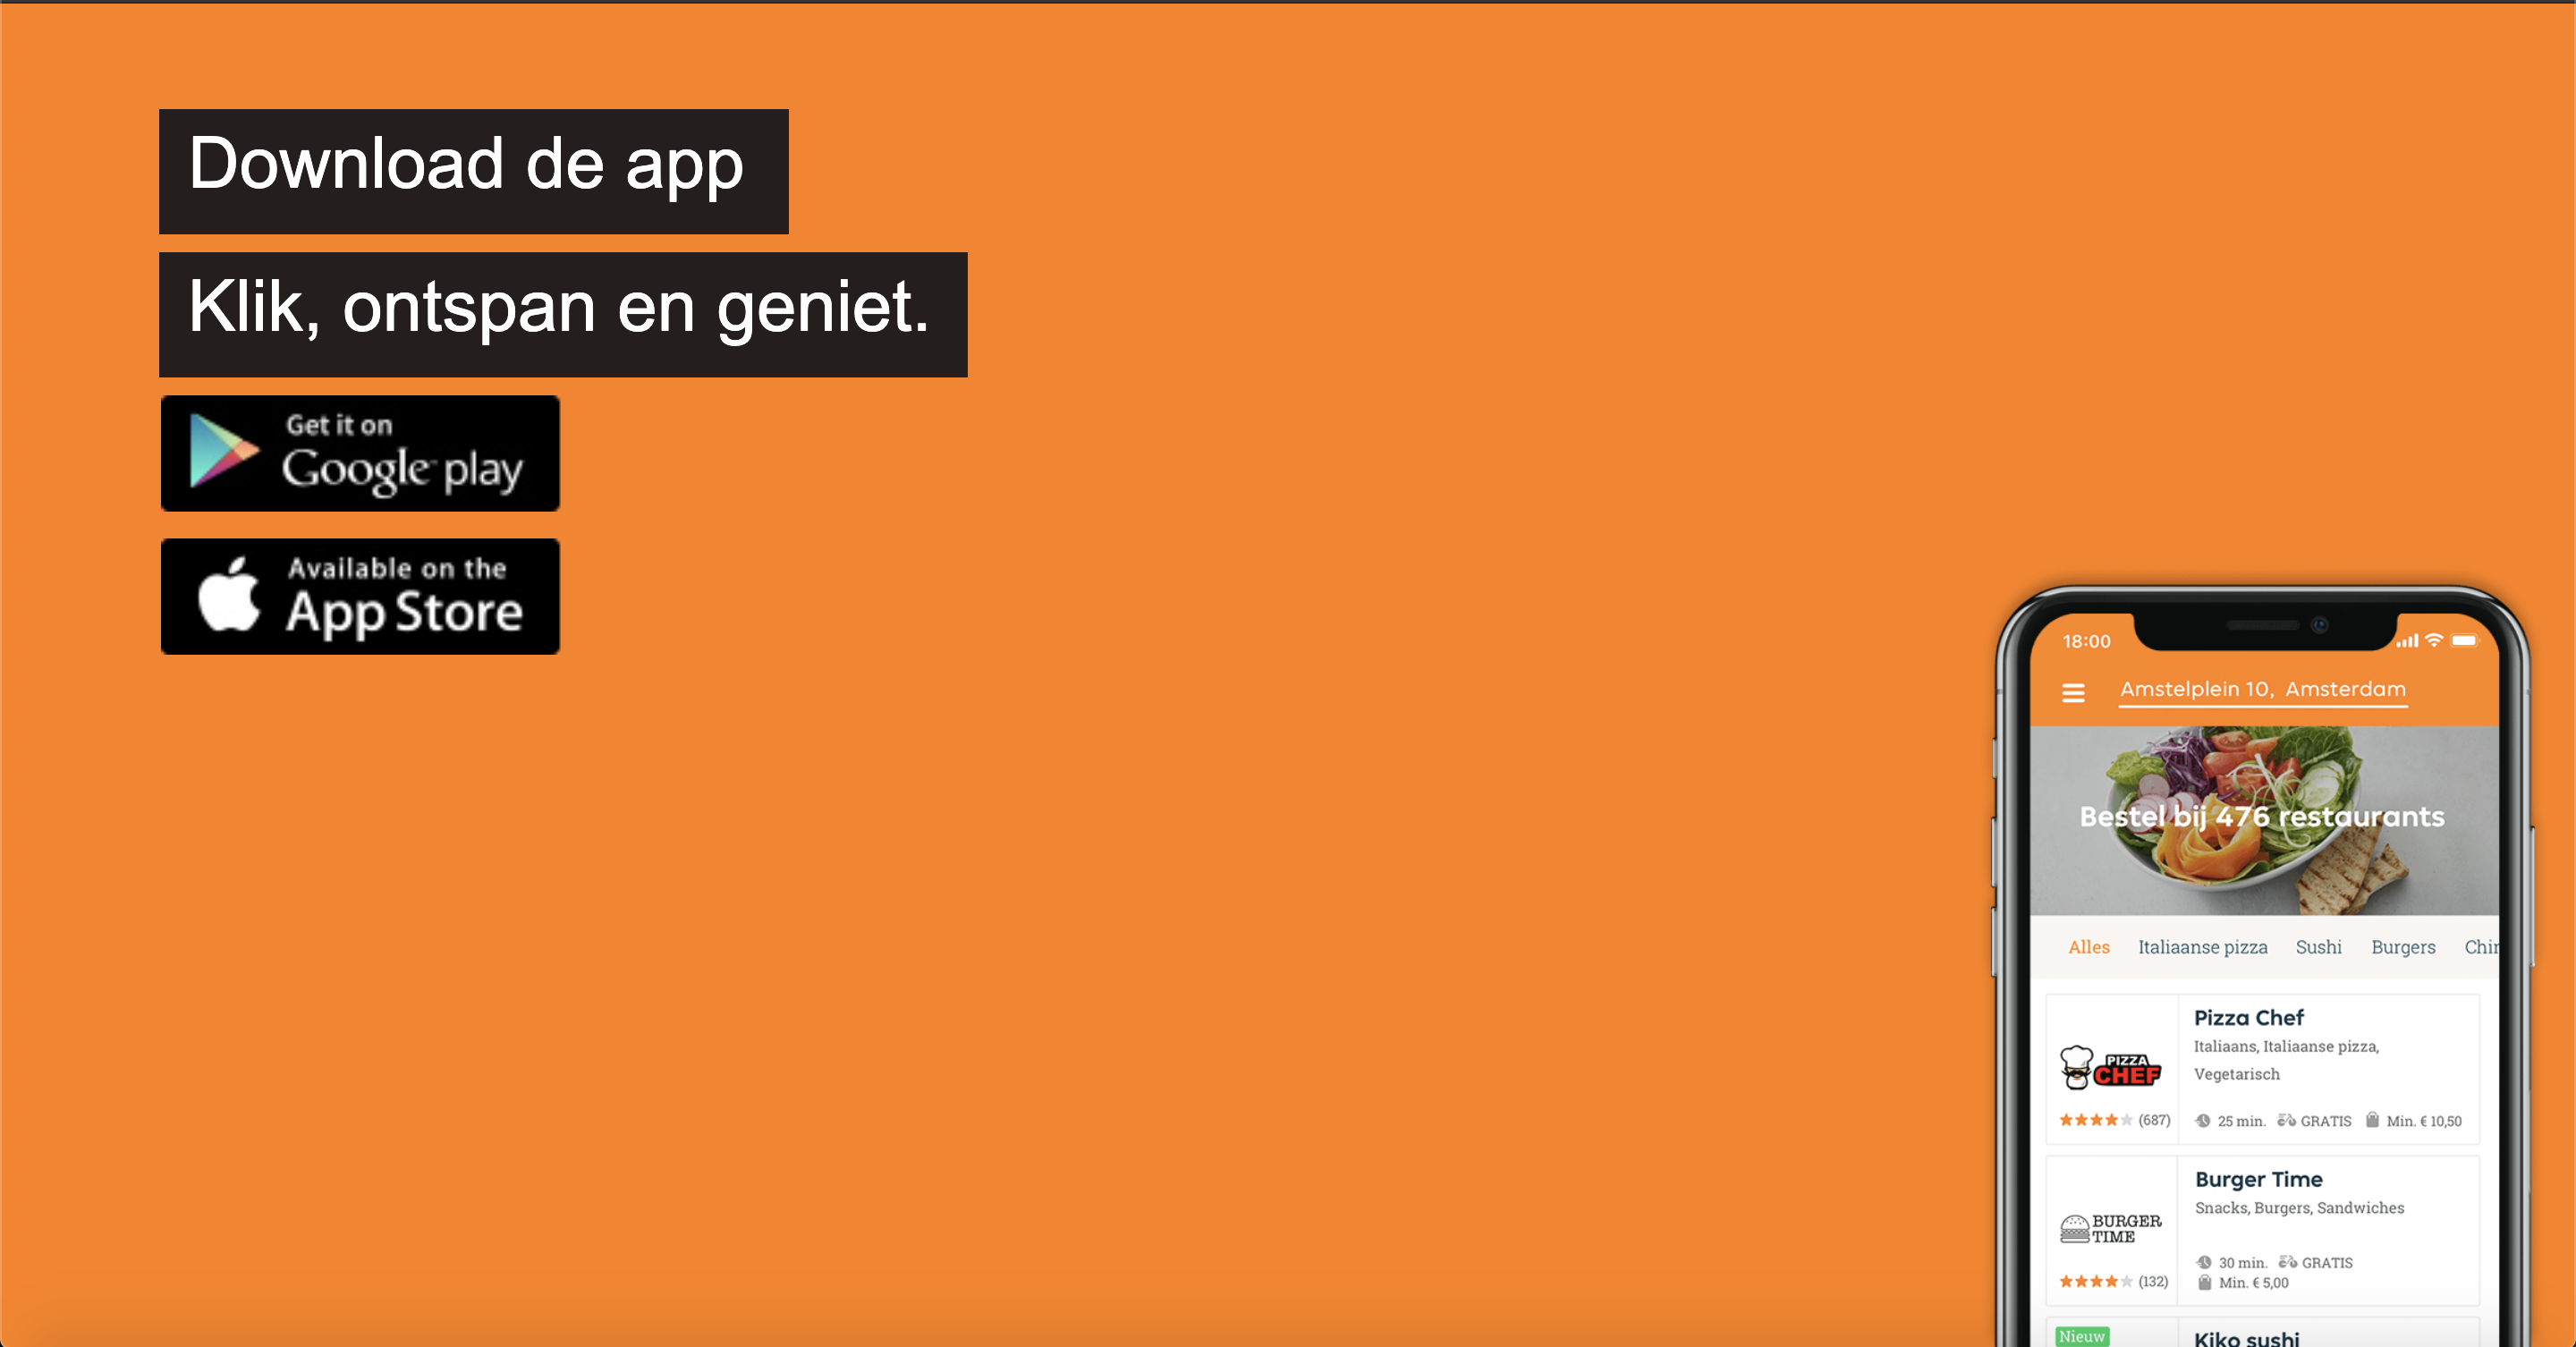 Download de app
Klik, ontspan en geniet.
Get it on
Google play
Available on the
App Store
18:00
Amstelplein 10, Amsterdam
Bestel bij 476 restaurants
Alles Italiaanse pizza Sushi Burgers Chin
PIZZA
CHEF
Pizza Chef
Italiaans, Italiaanse pizza,
Vegetarisch
(687) 25 min. GRATIS Min. € 10,50
BURGER
TIME
Burger Time
Snacks, Burgers, Sandwiches
30 min. GRATIS
(132) Min. € 5,00
Nieuw
Kiko sushi